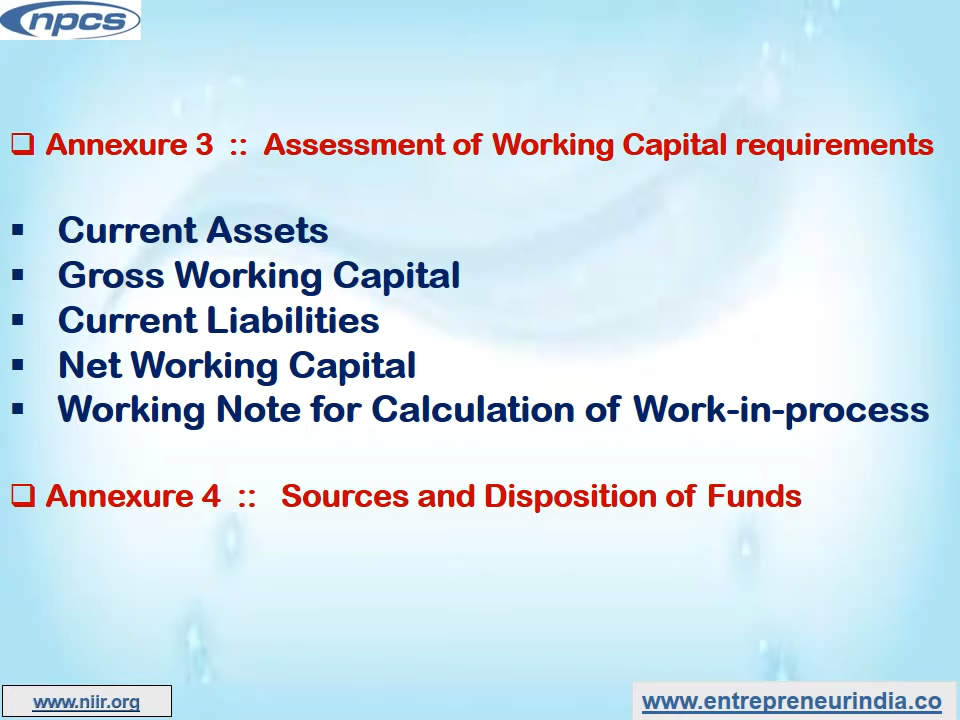 npcs
❑ Annexure 3 :: Assessment of Working Capital requirements
▪ Current Assets
▪ Gross Working Capital
▪ Current Liabilities
▪ Net Working Capital
▪ Working Note for Calculation of Work-in-process
❑ Annexure 4 :: Sources and Disposition of Funds
www.niir.org
www.entrepreneurindia.co